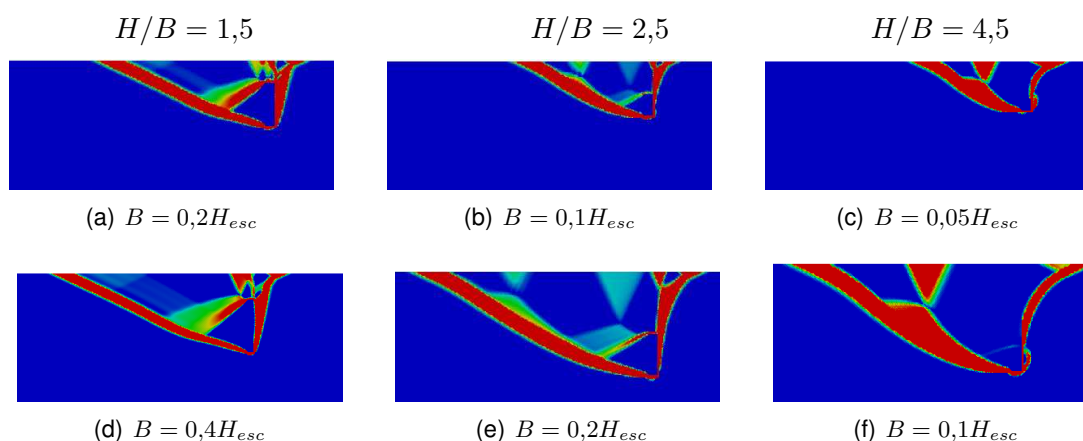 H/B = 1,5
H/B = 2,5
H/B = 4,5
(a) B = 0,2H_{esc}
(b) B = 0,1H_{esc}
(c) B = 0,05H_{esc}
(d) B = 0,4H_{esc}
(e) B = 0,2H_{esc}
(f) B = 0,1H_{esc}